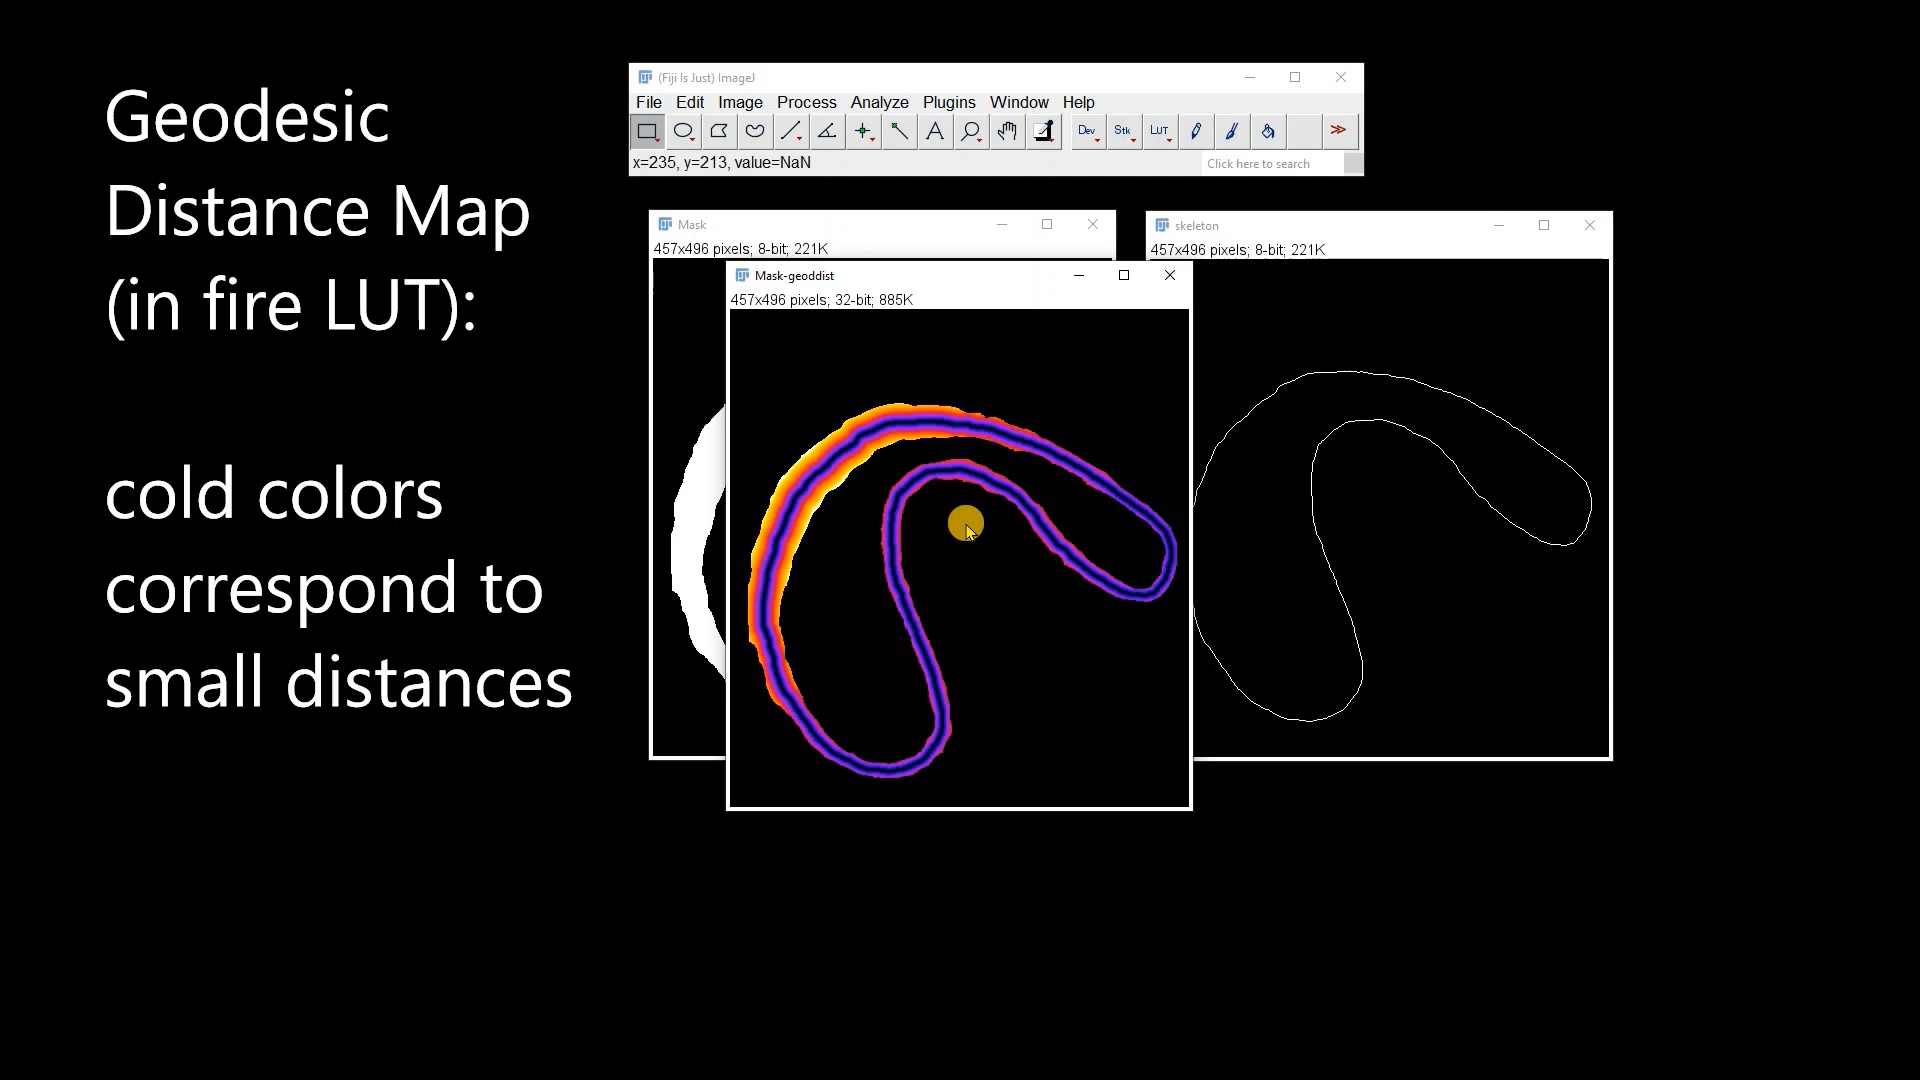 Geodesic
Distance Map
(in fire LUT):
cold colors
correspond to
small distances
(Fiji Is Just) ImageJ
File Edit Image Process Analyze Plugins Window Help
Dev Stk LUT >>
x=235, y=213, value=NaN
Click here to search
Mask
457x496 pixels; 8-bit; 221K
skeleton
457x496 pixels; 8-bit; 221K
Mask-geoddist
457x496 pixels; 32-bit; 885K